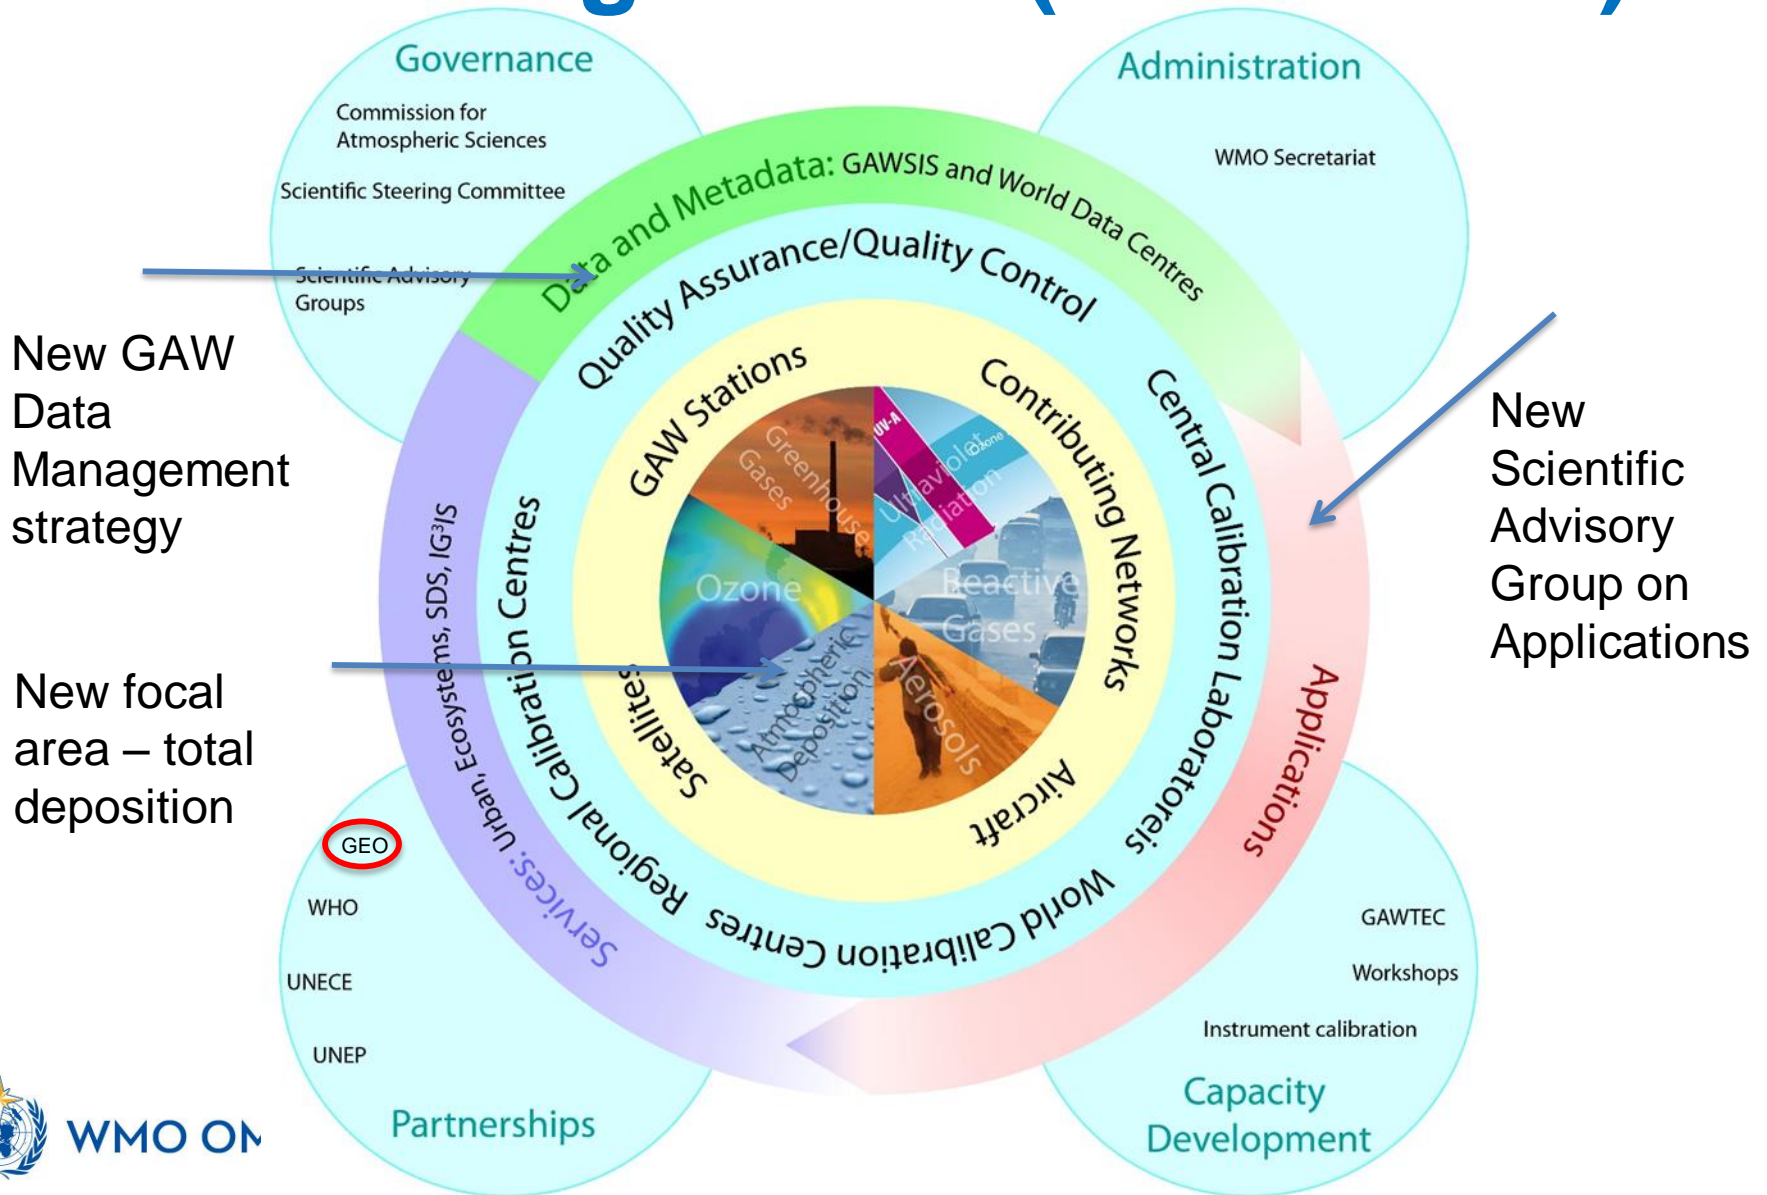 Governance
Commission for
Atmospheric Sciences
Scientific Steering Committee
Scientific Advisory
Groups
Administration
WMO Secretariat
Data and Metadata: GAWSIS and World Data Centres
Quality Assurance/Quality Control
Central Calibration Laboratoreis
World Calibration Centres
Regional Calibration Centres
GAW Stations
Contributing Networks
Aircraft
Satellites
Greenhouse
Gases
UV-A
Ozone
Ultraviolet
Radiation
Ozone
Reactive
Gases
Atmospheric
Deposition
Aerosols
Applications
Services: Urban, Ecosystems, SDS, IG³IS
New GAW
Data
Management
strategy
New focal
area – total
deposition
New
Scientific
Advisory
Group on
Applications
GEO
WHO
UNECE
UNEP
Partnerships
GAWTEC
Workshops
Instrument calibration
Capacity
Development
WMO